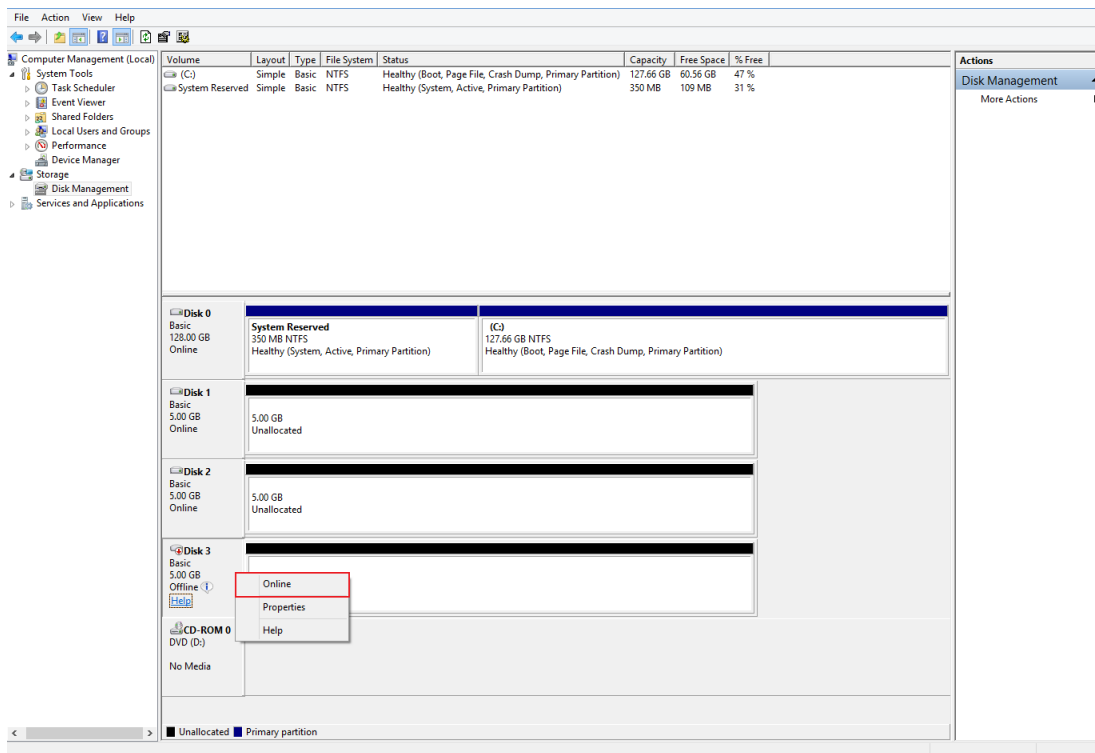 File Action View Help
Computer Management (Local)
System Tools
Task Scheduler
Event Viewer
Shared Folders
Local Users and Groups
Performance
Device Manager
Storage
Disk Management
Services and Applications
Volume Layout Type File System Status Capacity Free Space % Free
(C:) Simple Basic NTFS Healthy (Boot, Page File, Crash Dump, Primary Partition) 127.66 GB 60.56 GB 47 %
System Reserved Simple Basic NTFS Healthy (System, Active, Primary Partition) 350 MB 109 MB 31 %
Disk 0
Basic
128.00 GB
Online
System Reserved
350 MB NTFS
Healthy (System, Active, Primary Partition)
(C:)
127.66 GB NTFS
Healthy (Boot, Page File, Crash Dump, Primary Partition)
Disk 1
Basic
5.00 GB
Online
5.00 GB
Unallocated
Disk 2
Basic
5.00 GB
Online
5.00 GB
Unallocated
Disk 3
Basic
5.00 GB
Offline
Help
Online
Properties
Help
CD-ROM 0
DVD (D:)
No Media
Unallocated Primary partition
Actions
Disk Management
More Actions